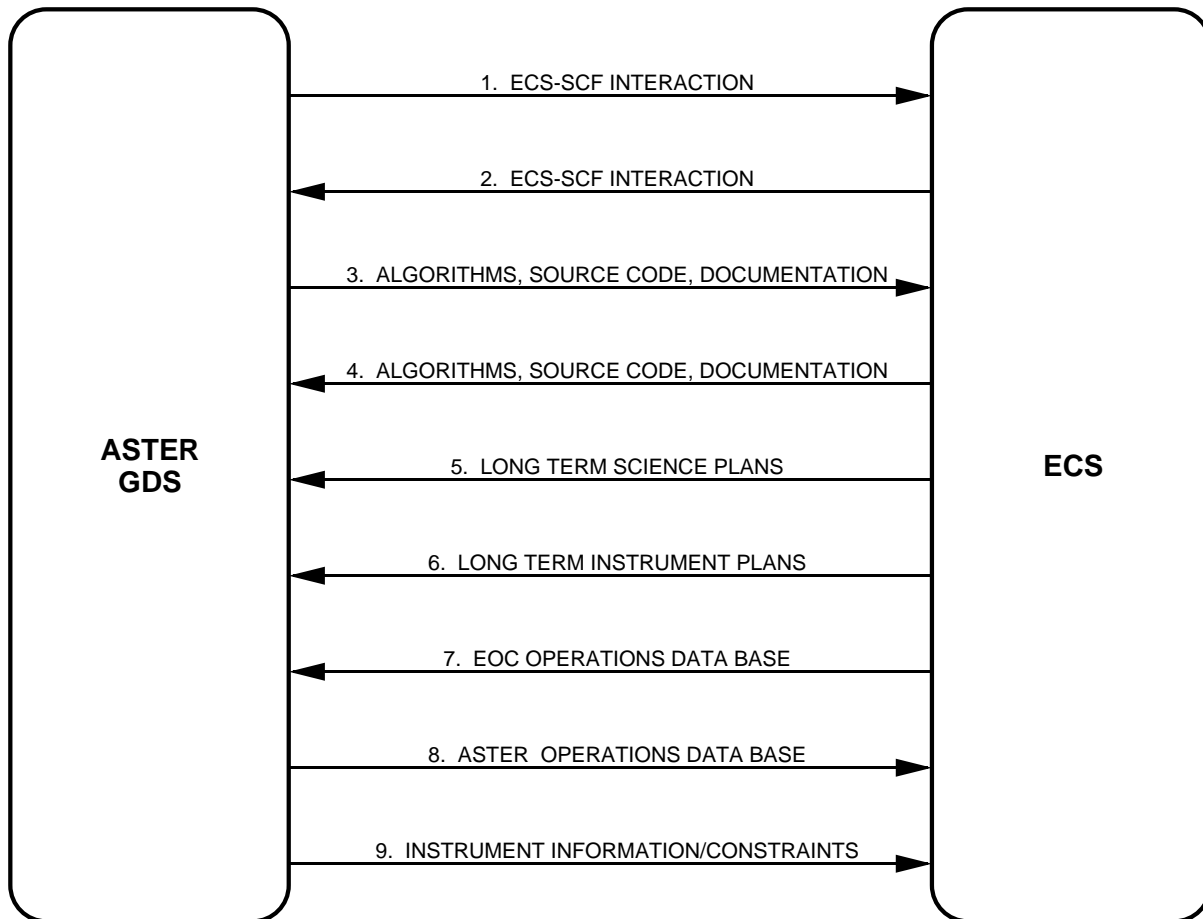 1. ECS-SCF INTERACTION
2. ECS-SCF INTERACTION
3. ALGORITHMS, SOURCE CODE, DOCUMENTATION
4. ALGORITHMS, SOURCE CODE, DOCUMENTATION
ASTER
GDS
5. LONG TERM SCIENCE PLANS
ECS
6. LONG TERM INSTRUMENT PLANS
7. EOC OPERATIONS DATA BASE
8. ASTER OPERATIONS DATA BASE
9. INSTRUMENT INFORMATION/CONSTRAINTS